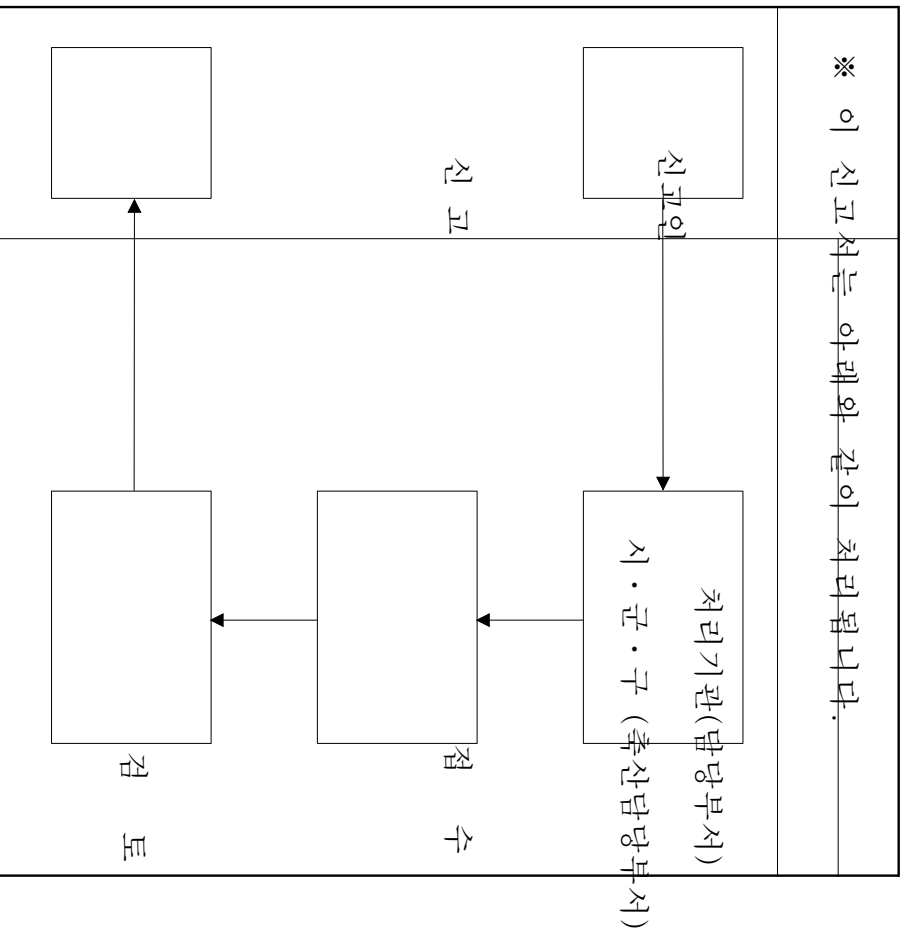 ※ 이 신고서는 아래와 같이 처리됩니다.
신고인
처리기관(담당부서)
시·군·구 (축산담당부서)
신 고
접 수
검 토